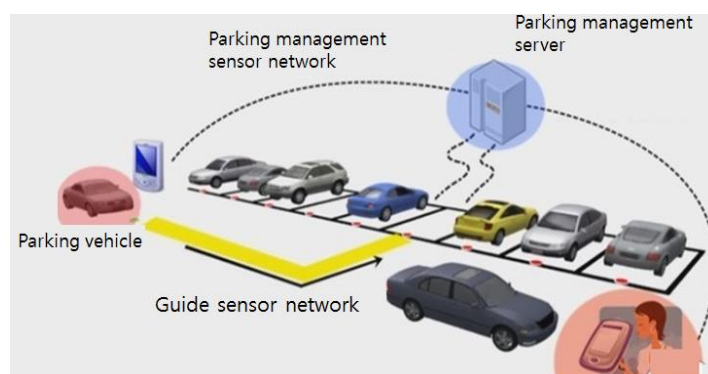 Parking management
sensor network
Parking management
server
Parking vehicle
Guide sensor network